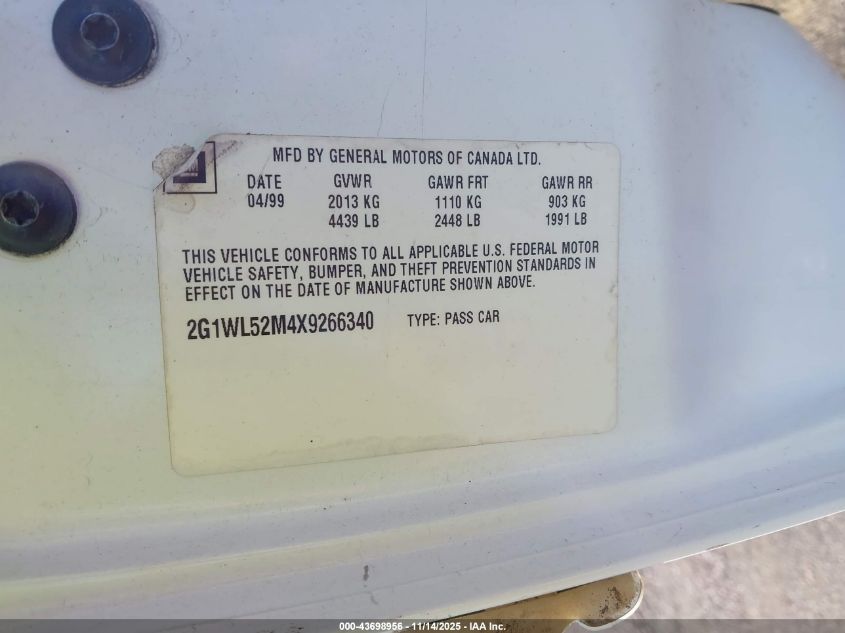 MFD BY GENERAL MOTORS OF CANADA LTD.
DATE GVWR GAWR FRT GAWR RR
04/99 2013 KG 1110 KG 903 KG
4439 LB 2448 LB 1991 LB
THIS VEHICLE CONFORMS TO ALL APPLICABLE U.S. FEDERAL MOTOR
VEHICLE SAFETY, BUMPER, AND THEFT PREVENTION STANDARDS IN
EFFECT ON THE DATE OF MANUFACTURE SHOWN ABOVE.
2G1WL52M4X9266340 TYPE: PASS CAR
000-43698956 - 11/14/2025 - IAA Inc.